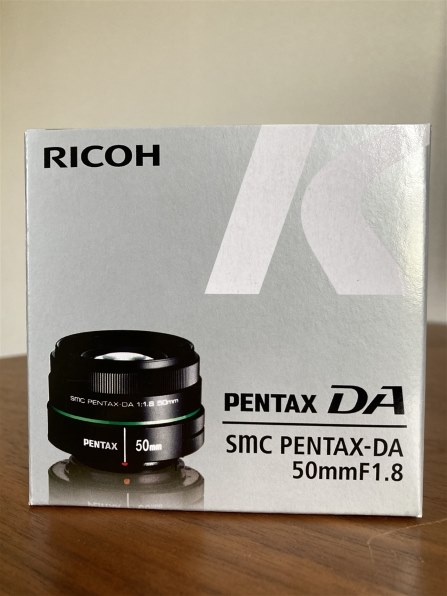 RICOH
SMC PENTAX-DA 1:1.8 50mm
PENTAX 50mm
PENTAX DA
smc PENTAX-DA
50mmF1.8